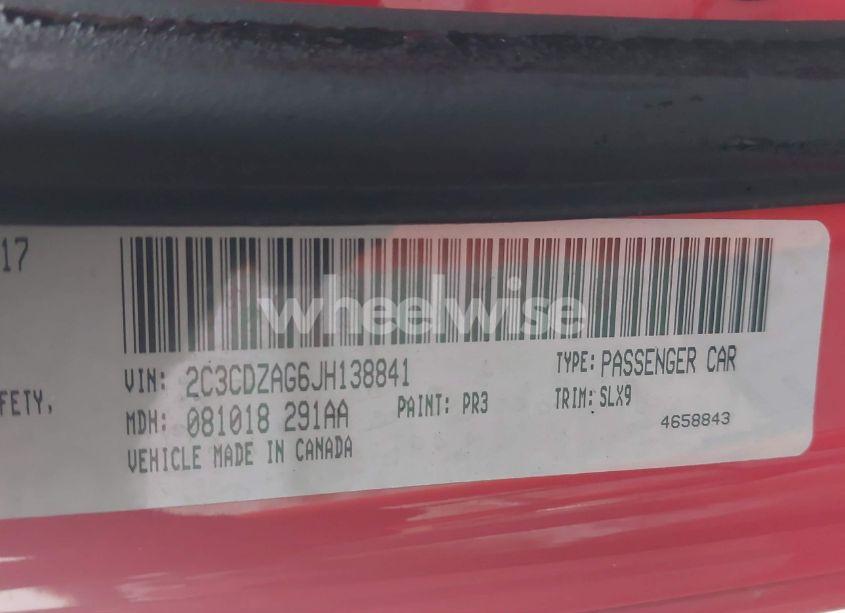 17
wheelwise
VIN: 2C3CDZAG6JH138841
TYPE: PASSENGER CAR
FETY,
MDH: 081018 291AA
PAINT: PR3
TRIM: SLX9
4658843
VEHICLE MADE IN CANADA